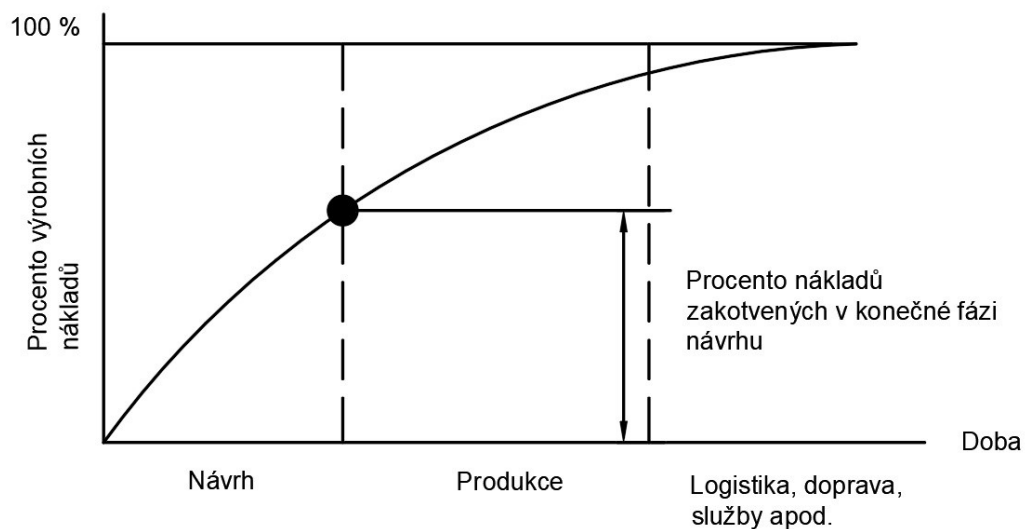 100 %
Procento výrobních
nákladů
Procento nákladů
zakotvených v konečné fázi
návrhu
Doba
Návrh
Produkce
Logistika, doprava,
služby apod.